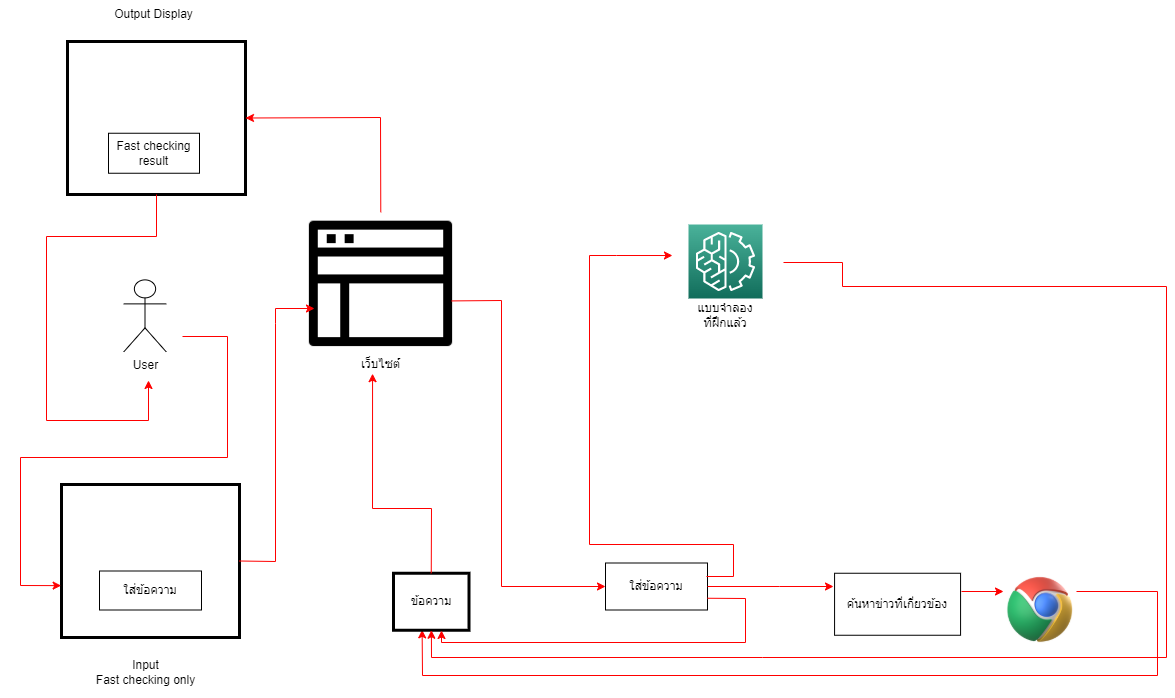 Output Display
Fast checking
result
User
เว็บไซต์
แบบจำลอง
ที่ฝึกแล้ว
ใส่ข้อความ
ข้อความ
ใส่ข้อความ
ค้นหาข่าวที่เกี่ยวข้อง
Input
Fast checking only